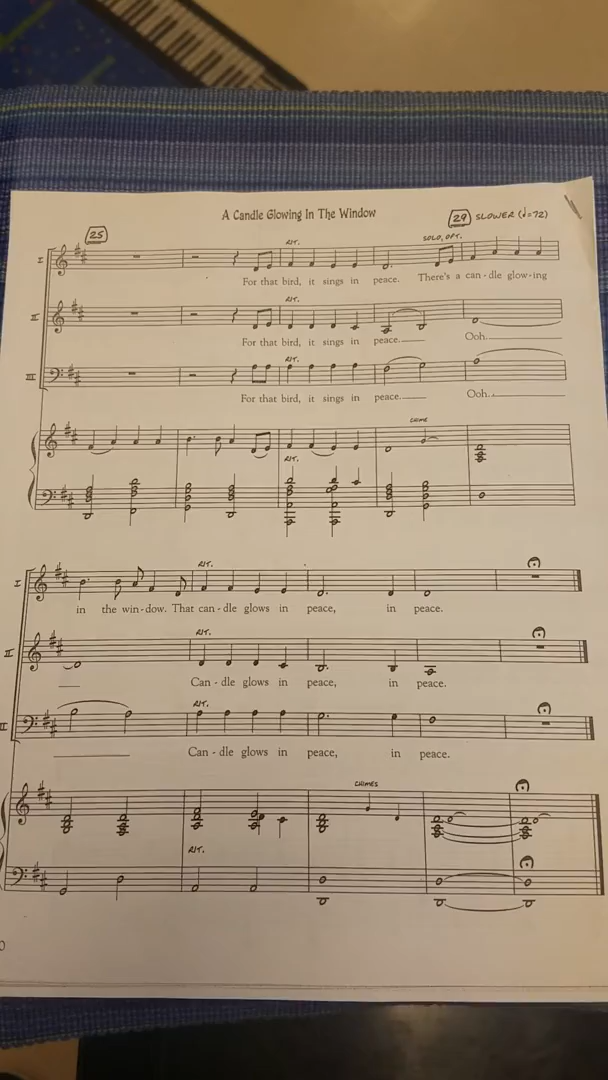 A Candle Glowing In The Window
25
29 SLOWER (♩=72)
I
RIT.
SOLO, OPT.
For that bird, it sings in peace. There's a can - dle glow - ing
II
RIT.
For that bird, it sings in peace.
Ooh.
III
RIT.
For that bird, it sings in peace.
Ooh.
CHIME
RIT.
I
RIT.
in the win - dow. That can - dle glows in peace, in peace.
II
RIT.
Can - dle glows in peace, in peace.
II
RIT.
Can - dle glows in peace, in peace.
CHIMES
RIT.
0